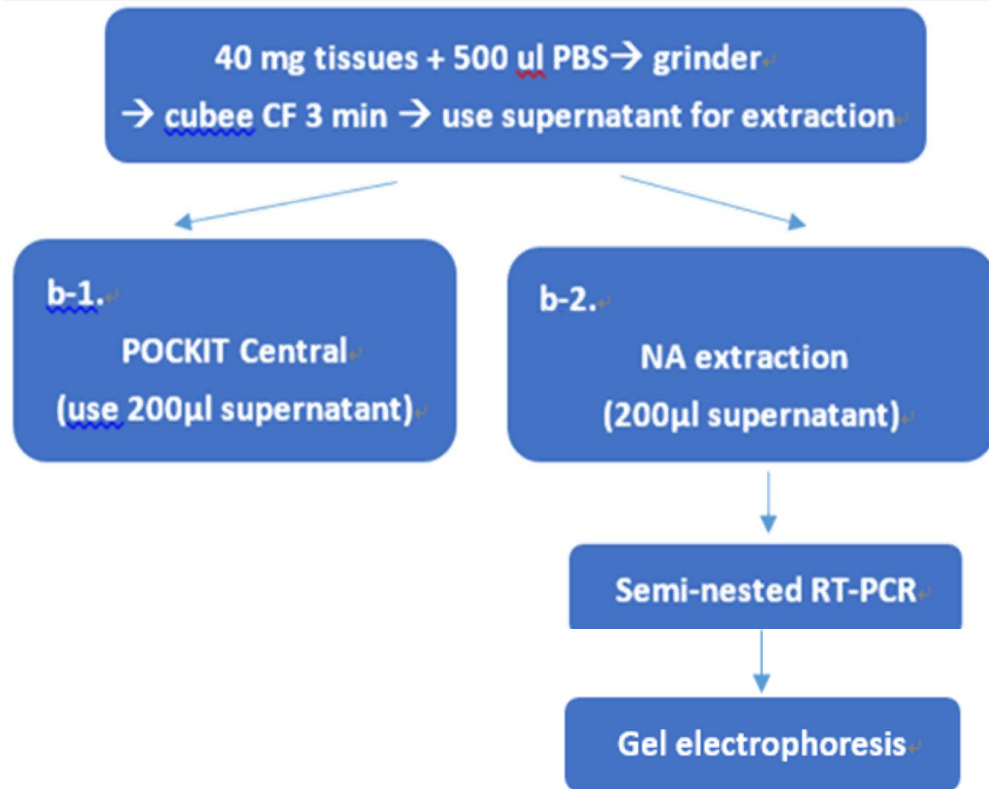 40 mg tissues + 500 ul PBS→ grinder
→ cubee CF 3 min → use supernatant for extraction
b-1.
POCKIT Central
(use 200µl supernatant)
b-2.
NA extraction
(200µl supernatant)
Semi-nested RT-PCR
Gel electrophoresis